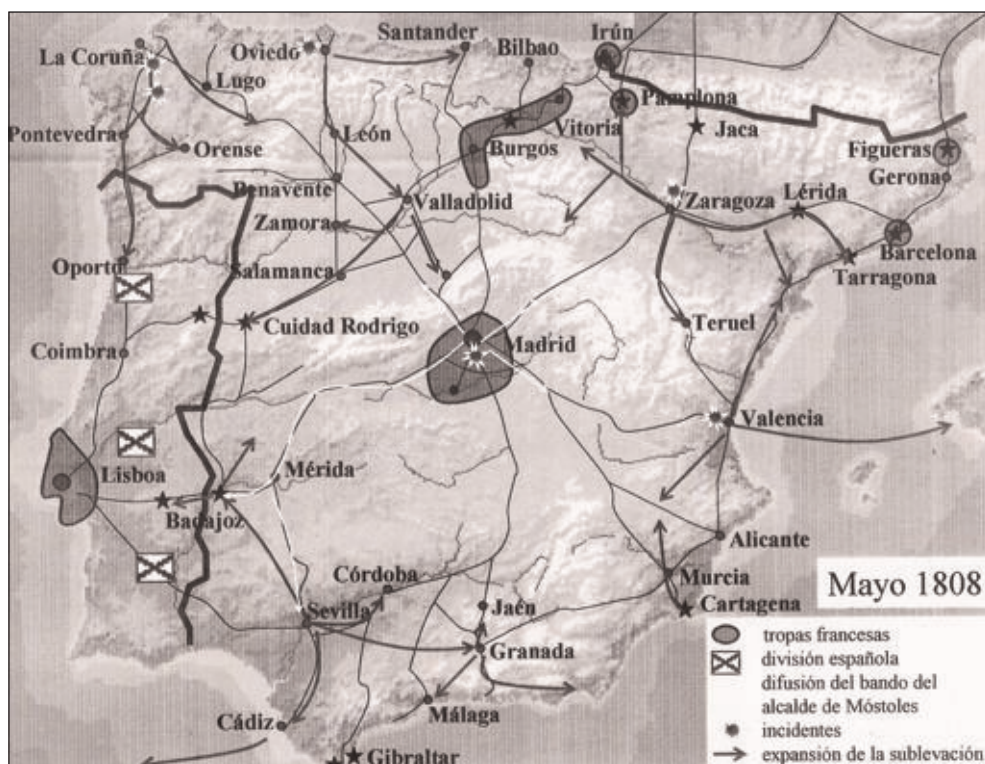 Santander
Irún
Oviedo
Bilbao
La Coruña
Lugo
Pamplona
Vitoria
Jaca
Pontevedra
León
Burgos
Orense
Figueras
Gerona
Benavente
Valladolid
Zaragoza
Lérida
Zamora
Barcelona
Oporto
Salamanca
Tarragona
Cuidad Rodrigo
Teruel
Madrid
Coimbra
Valencia
Lisboa
Mérida
Badajoz
Alicante
Córdoba
Murcia
Mayo 1808
Sevilla
Jaén
Cartagena
Granada
Málaga
Cádiz
Gibraltar
tropas francesas
división española
difusión del bando del
alcalde de Móstoles
incidentes
expansión de la sublevación